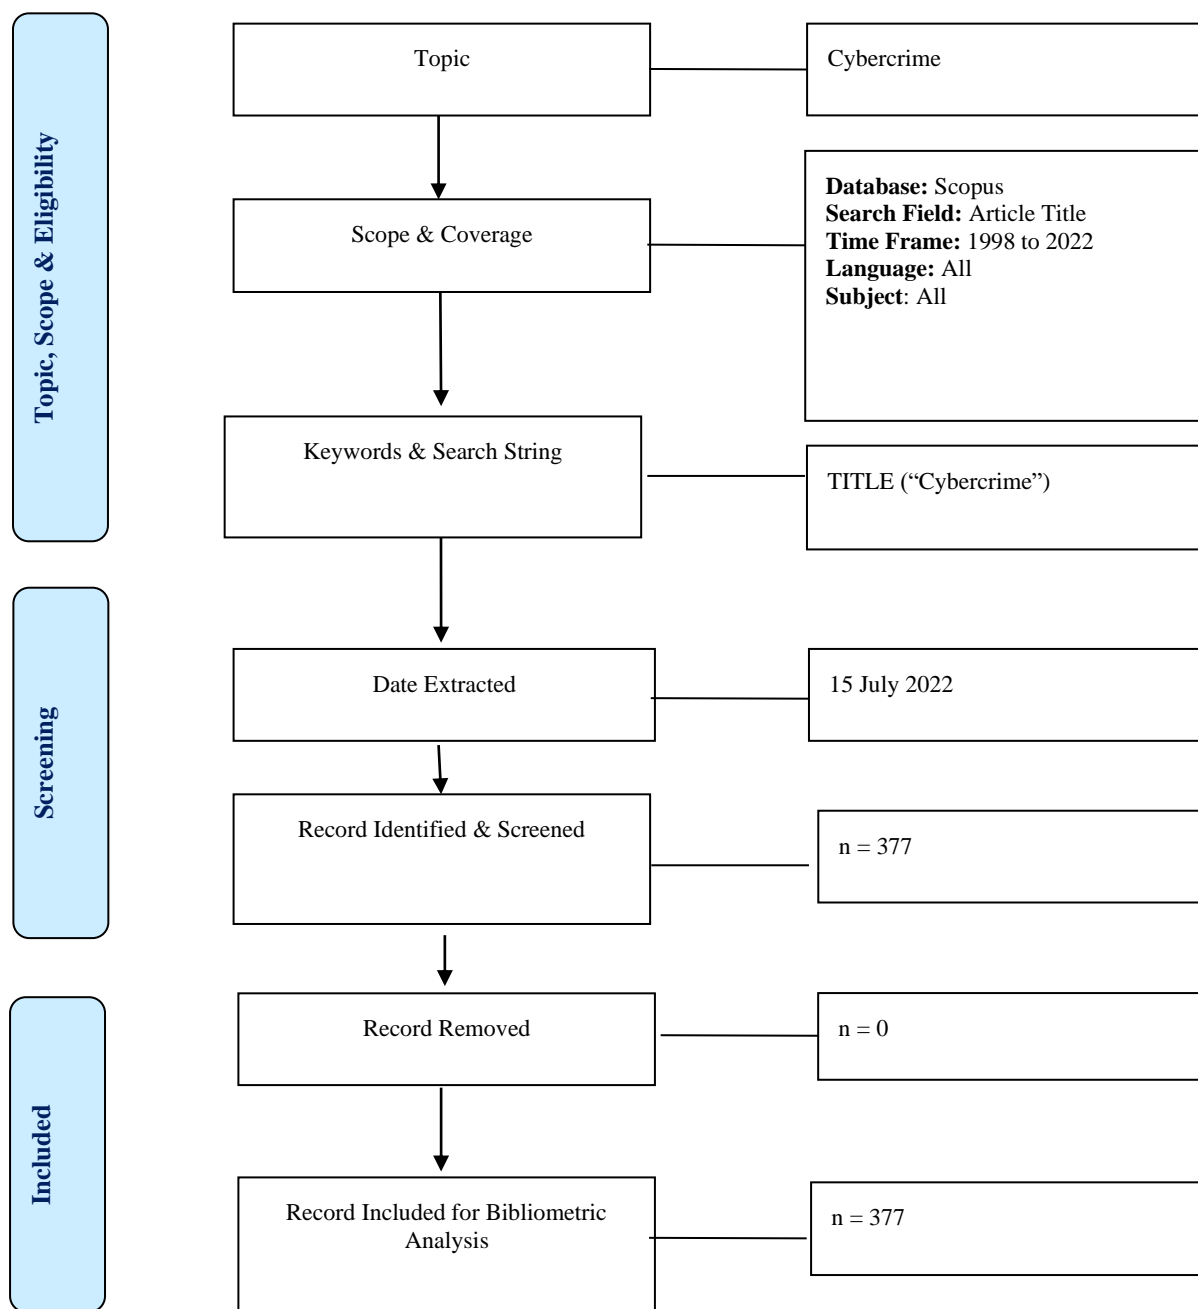 Topic, Scope & Eligibility
Topic
Cybercrime
Scope & Coverage
Database: Scopus
Search Field: Article Title
Time Frame: 1998 to 2022
Language: All
Subject: All
Keywords & Search String
TITLE (“Cybercrime”)
Screening
Date Extracted
15 July 2022
Record Identified & Screened
n = 377
Included
Record Removed
n = 0
Record Included for Bibliometric
Analysis
n = 377